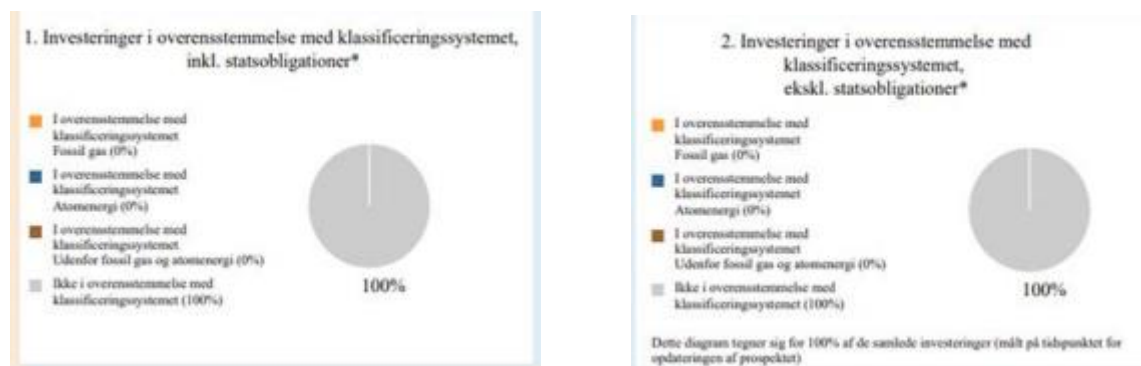 1. Investeringer i overensstemmelse med klassificeringssystemet,
inkl. statsobligationer*
I overensstemmelse med
klassificeringssystemet
Fossil gas (0%)
I overensstemmelse med
klassificeringssystemet
Atomenergi (0%)
I overensstemmelse med
klassificeringssystemet
Udenfor fossil gas og atomenergi (0%)
Ikke i overensstemmelse med
klassificeringssystemet (100%)
100%
2. Investeringer i overensstemmelse med
klassificeringssystemet,
ekskl. statsobligationer*
I overensstemmelse med
klassificeringssystemet
Fossil gas (0%)
I overensstemmelse med
klassificeringssystemet
Atomenergi (0%)
I overensstemmelse med
klassificeringssystemet
Udenfor fossil gas og atomenergi (0%)
Ikke i overensstemmelse med
klassificeringssystemet (100%)
100%
Dette diagram tegner sig for 100% af de samlede investeringer (målt på tidspunktet for
opdateringen af prospektet)